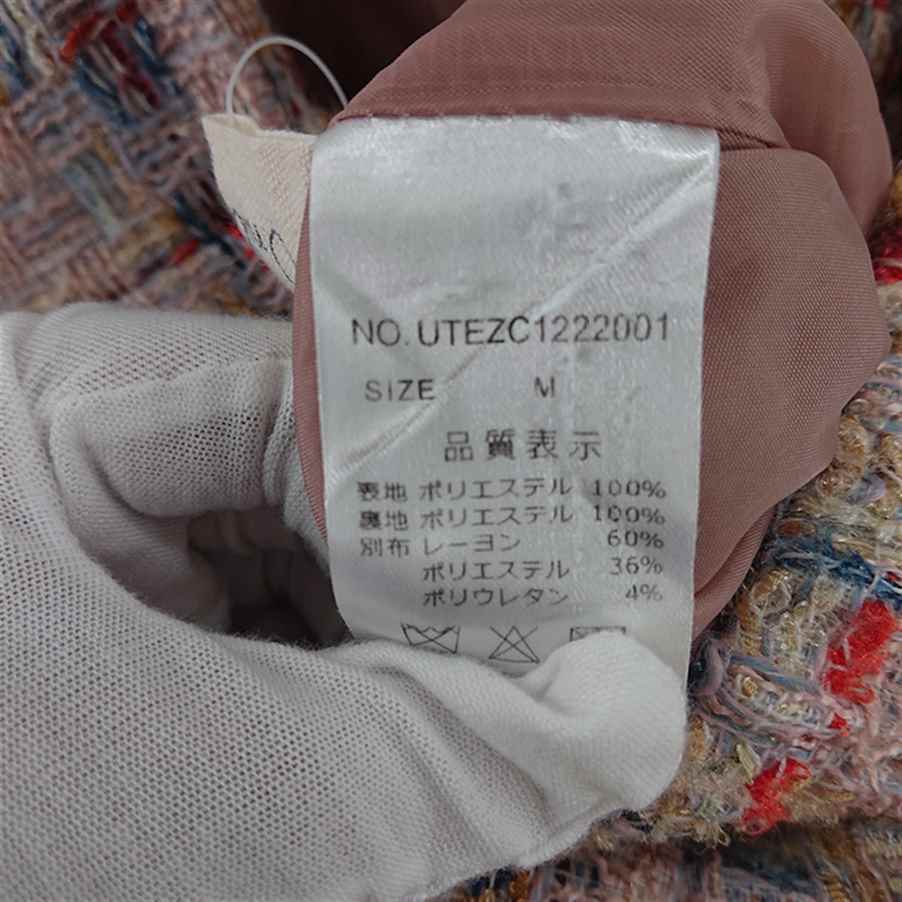 NO. UTEZC1222001
SIZE M
品質表示
表地 ポリエステル 100%
裏地 ポリエステル 100%
別布 レーヨン 60%
ポリエステル 36%
ポリウレタン 4%